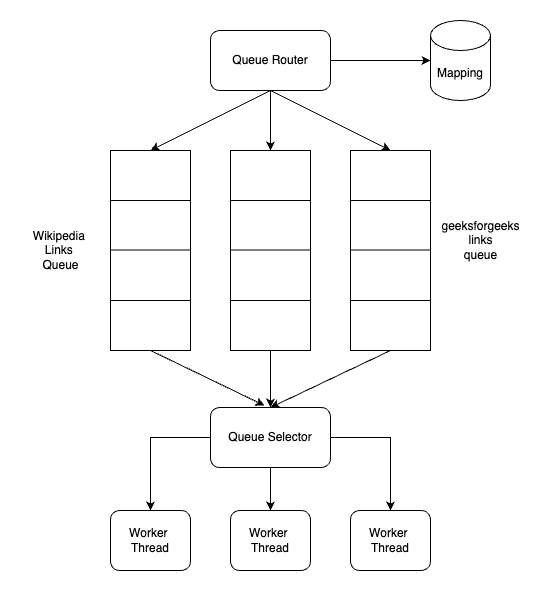 Queue Router
Mapping
Wikipedia
Links
Queue
geeksforgeeks
links
queue
Queue Selector
Worker
Thread
Worker
Thread
Worker
Thread